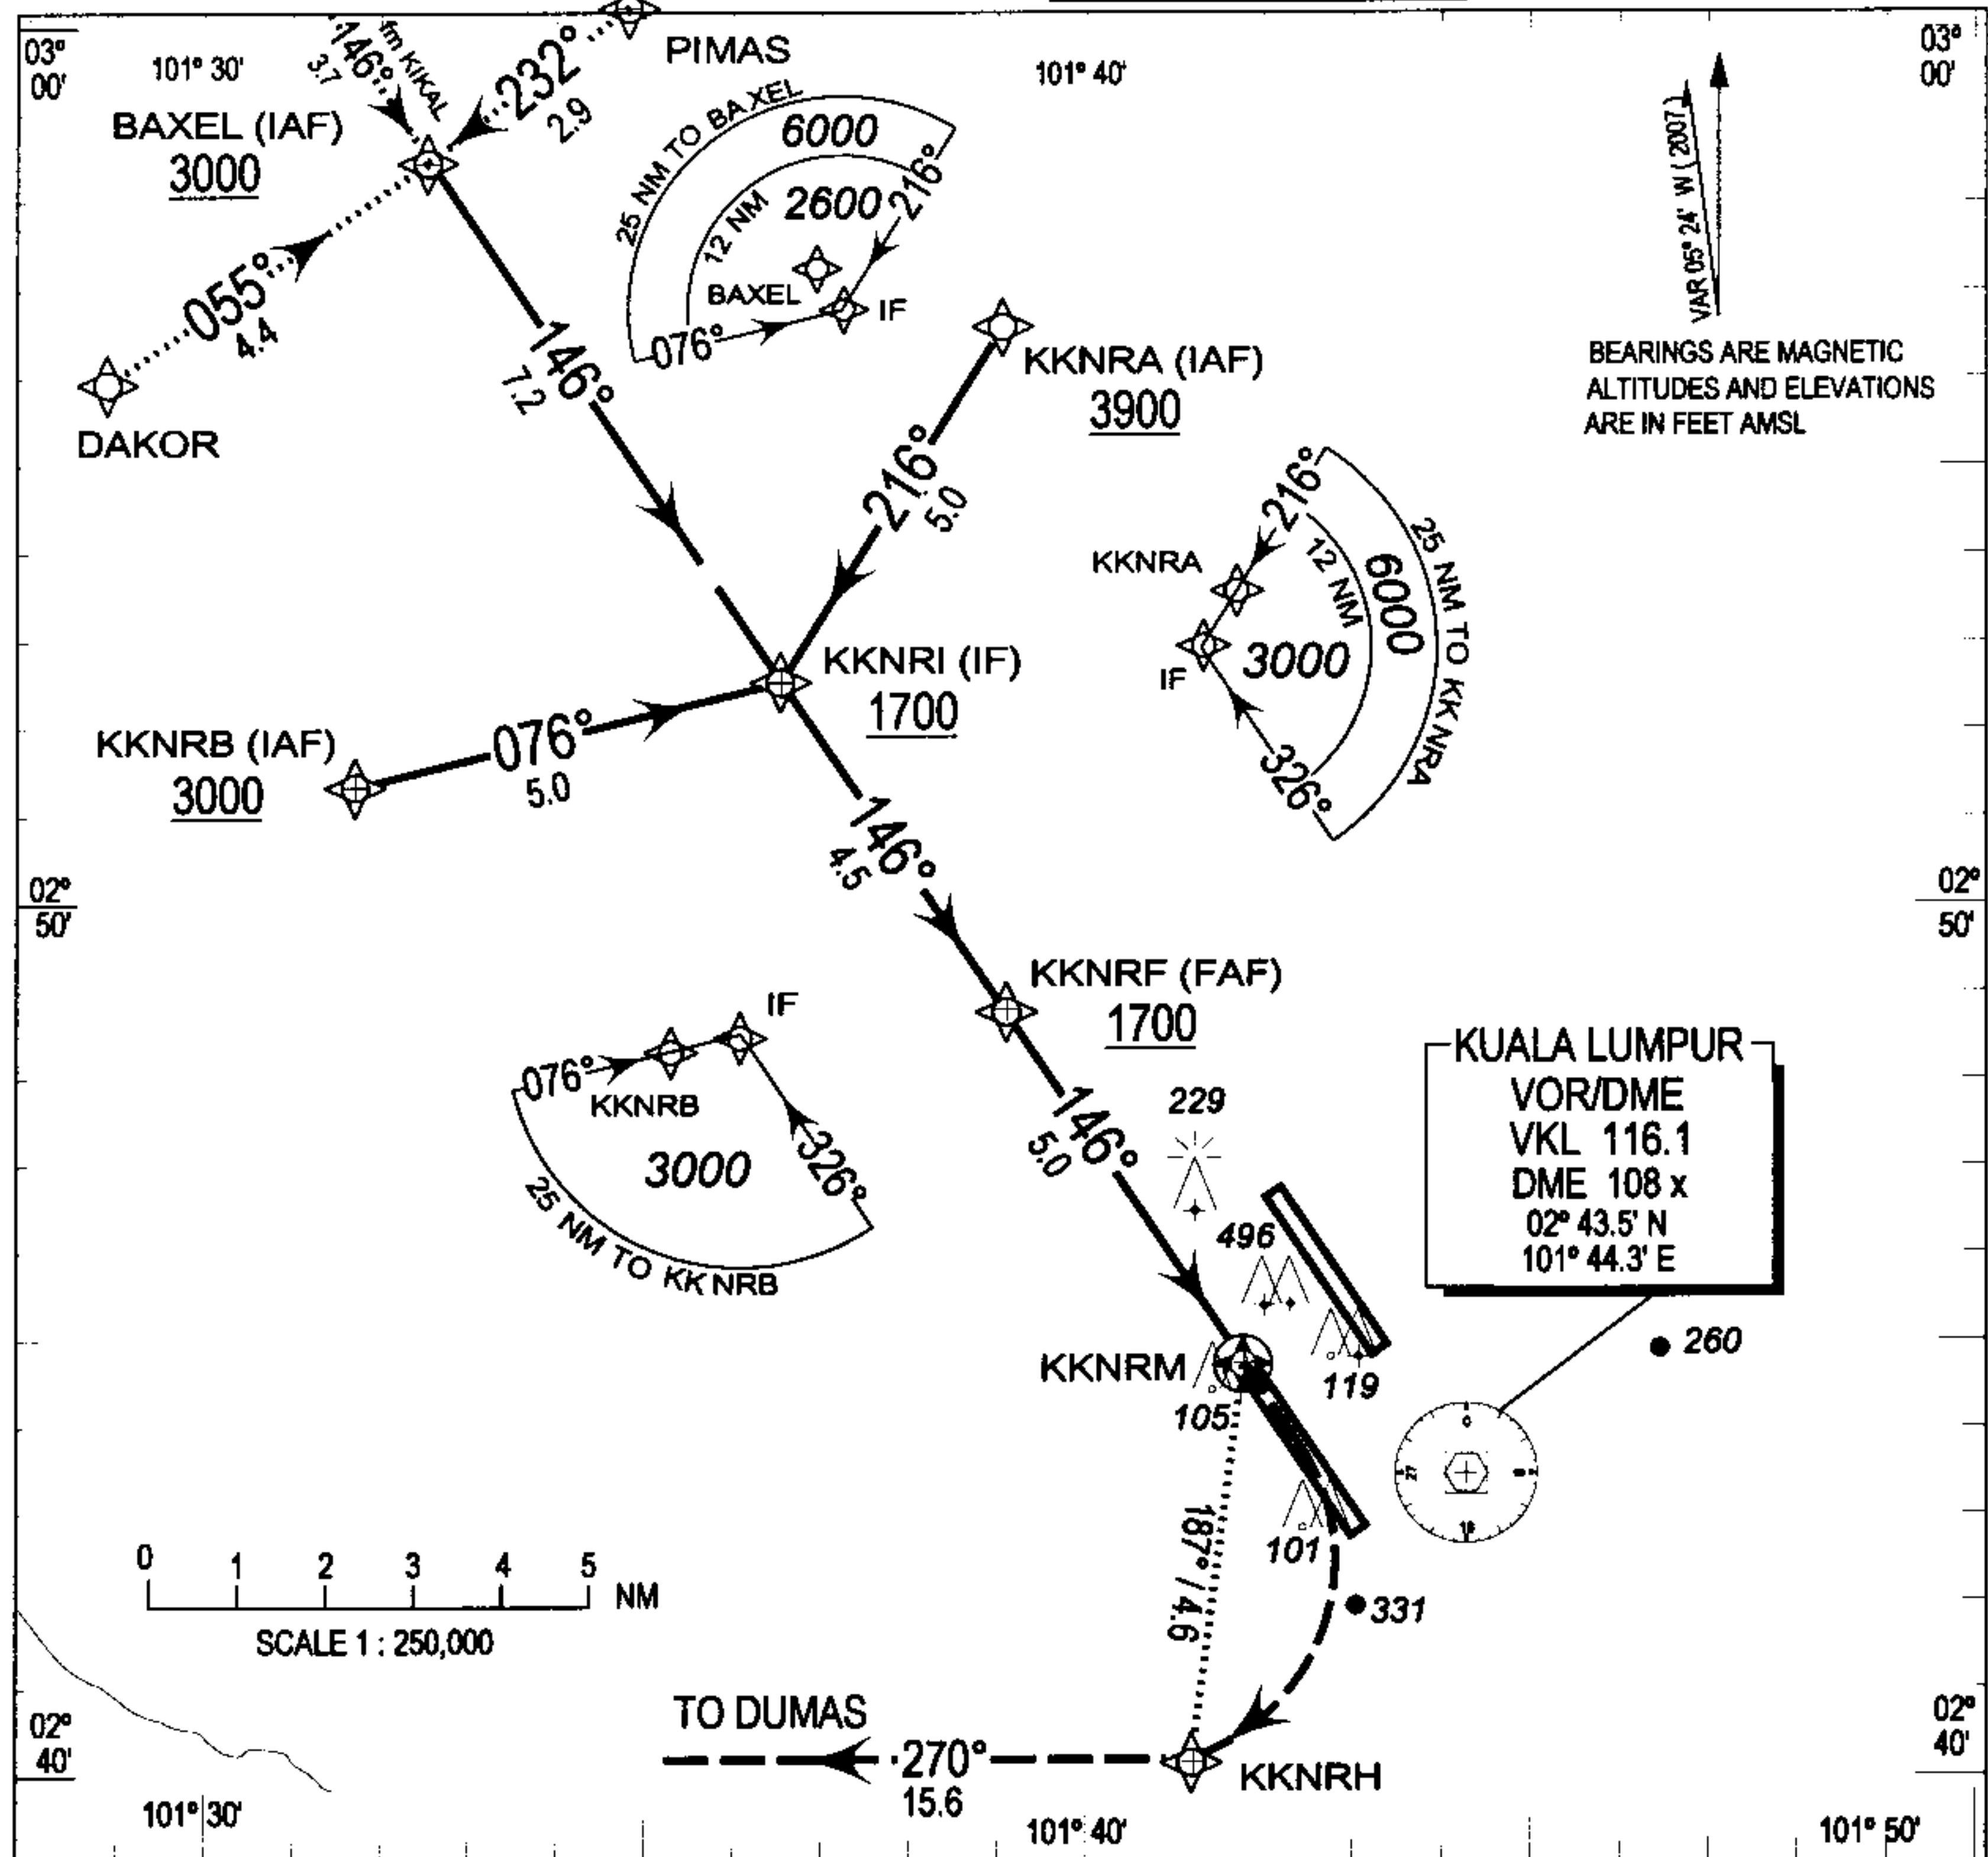 03°
00'
101° 30'
146°
3.7
fm KIKAL
232°
2.9
PIMAS
101° 40'
03°
00'
BAXEL (IAF)
3000
25 NM TO BAXEL
6000
12 NM
2600
216°
BAXEL
IF
076°
VAR 05° 24' W ( 2007 )
055°
4.4
DAKOR
146°
7.2
KKNRA (IAF)
3900
BEARINGS ARE MAGNETIC
ALTITUDES AND ELEVATIONS
ARE IN FEET AMSL
216°
5.0
216°
KKNRA
12 NM
6000
25 NM TO KKNRA
IF
3000
326°
KKNRI (IF)
1700
KKNRB (IAF)
3000
076°
5.0
146°
4.5
02°
50'
02°
50'
KKNRF (FAF)
1700
IF
076°
KKNRB
3000
326°
25 NM TO KKNRB
146°
5.0
229
496
KUALA LUMPUR
VOR/DME
VKL 116.1
DME 108 x
02° 43.5' N
101° 44.3' E
260
KKNRM
105
119
0
27
18
187° / 4.6
101
331
0 1 2 3 4 5 NM
SCALE 1 : 250,000
TO DUMAS
270°
15.6
KKNRH
02°
40'
02°
40'
101° 30'
101° 40'
101° 50'